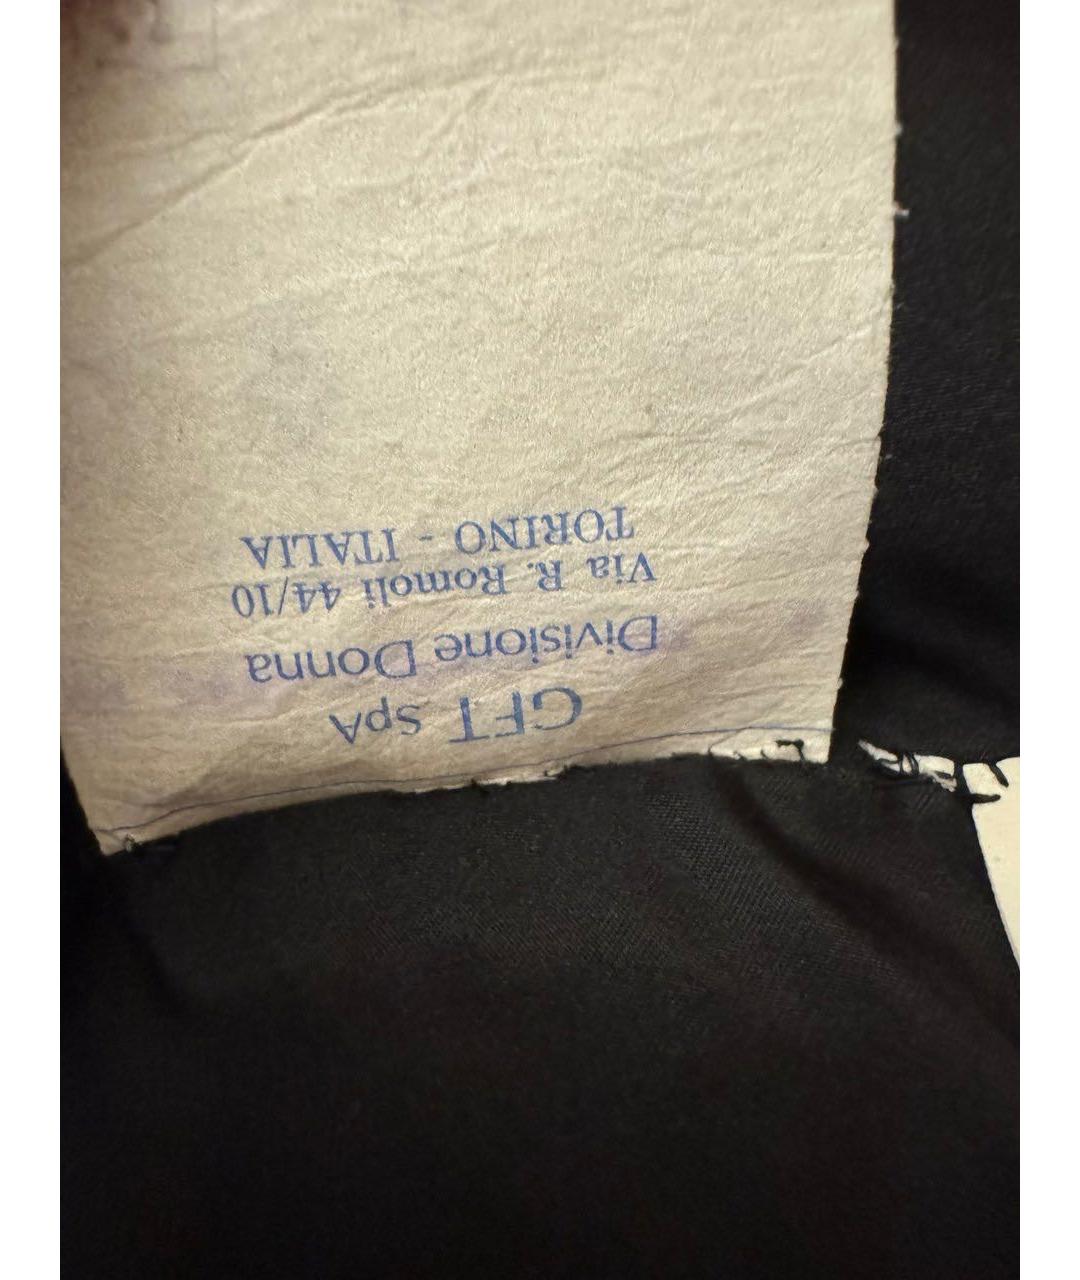 GFT SpA
Divisione Donna
Via R. Romoli 44/10
TORINO - ITALIA